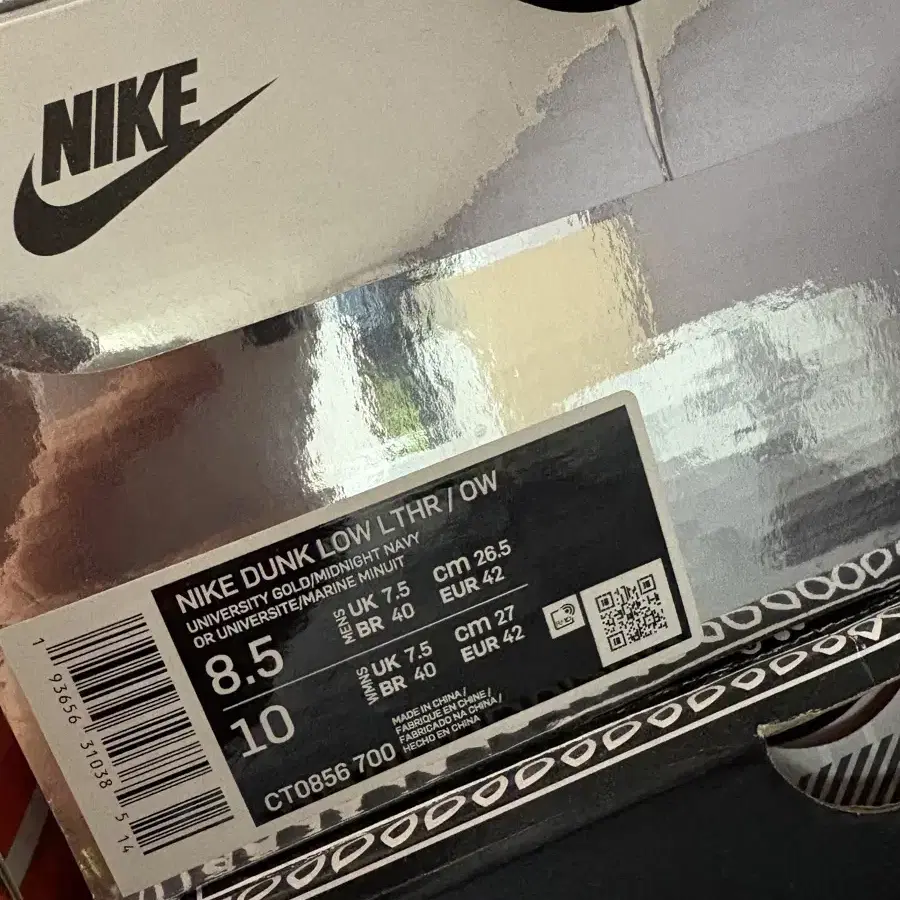 NIKE
NIKE DUNK LOW LTHR / OW
UNIVERSITY GOLD/MIDNIGHT NAVY
OR UNIVERSITE/MARINE MINUIT
8.5
MENS
UK 7.5 cm 26.5
BR 40 EUR 42
10
WMNS
UK 7.5 cm 27
BR 40 EUR 42
CT0856 700
MADE IN CHINA/
FABRIQUE EN CHINE/
FABRICADO NA CHINA/
HECHO EN CHINA
1 93656 31038 5 14